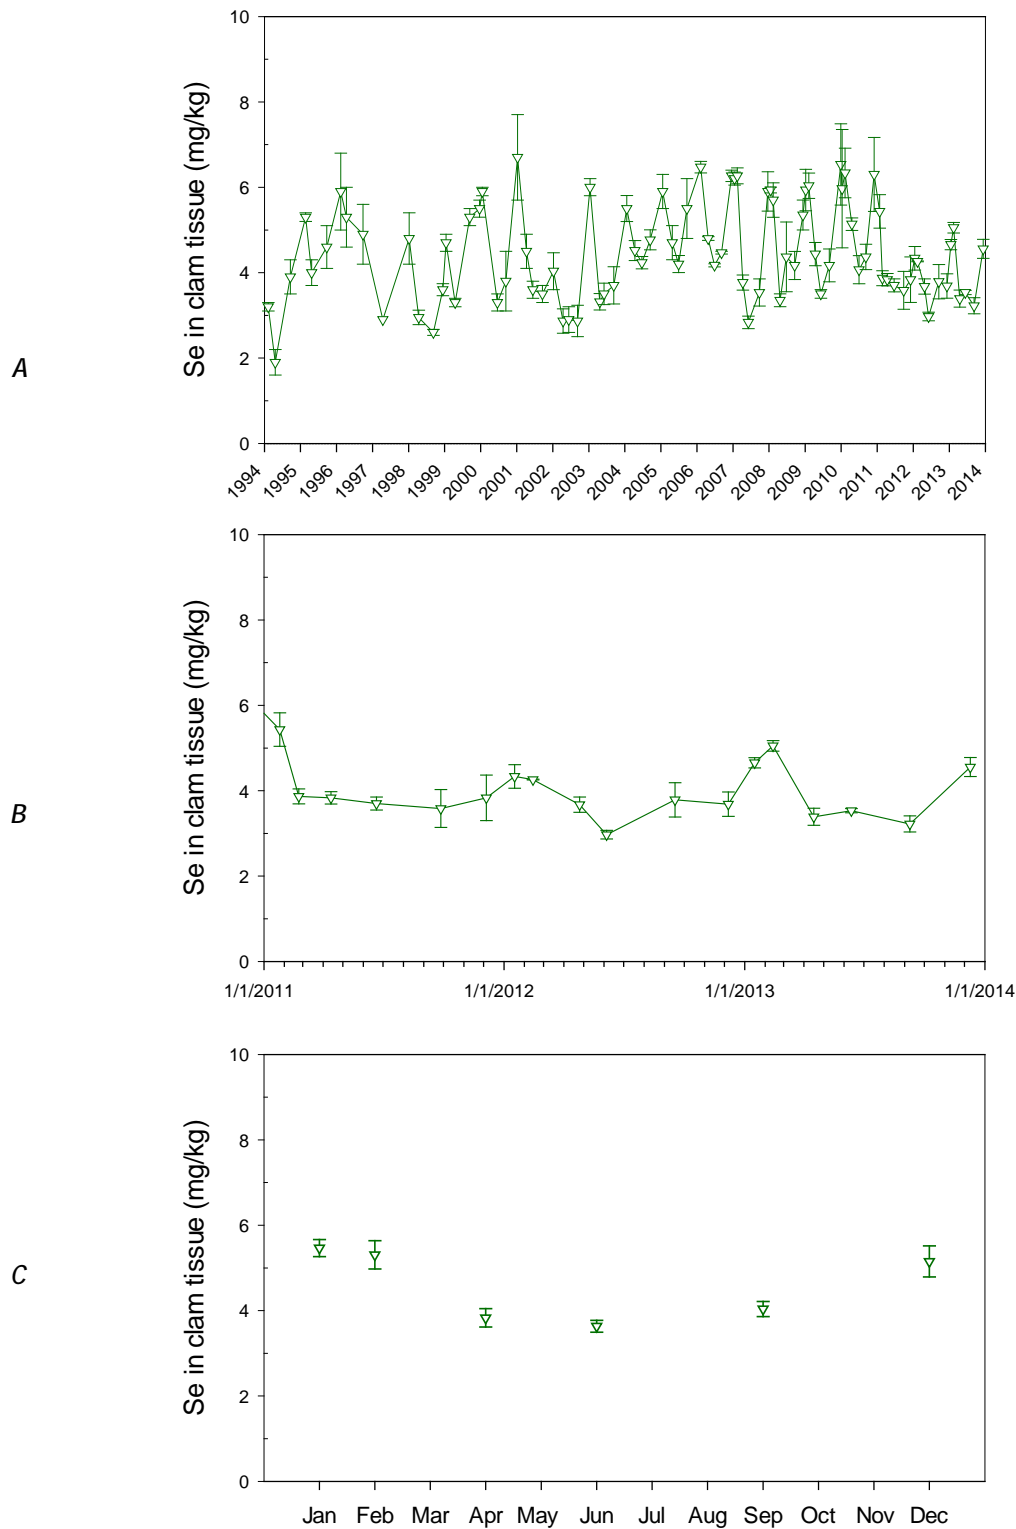 A
Se in clam tissue (mg/kg)
10
8
6
4
2
0
1994 1995 1996 1997 1998 1999 2000 2001 2002 2003 2004 2005 2006 2007 2008 2009 2010 2011 2012 2013 2014
B
Se in clam tissue (mg/kg)
10
8
6
4
2
0
1/1/2011 1/1/2012 1/1/2013 1/1/2014
C
Se in clam tissue (mg/kg)
10
8
6
4
2
0
Jan Feb Mar Apr May Jun Jul Aug Sep Oct Nov Dec